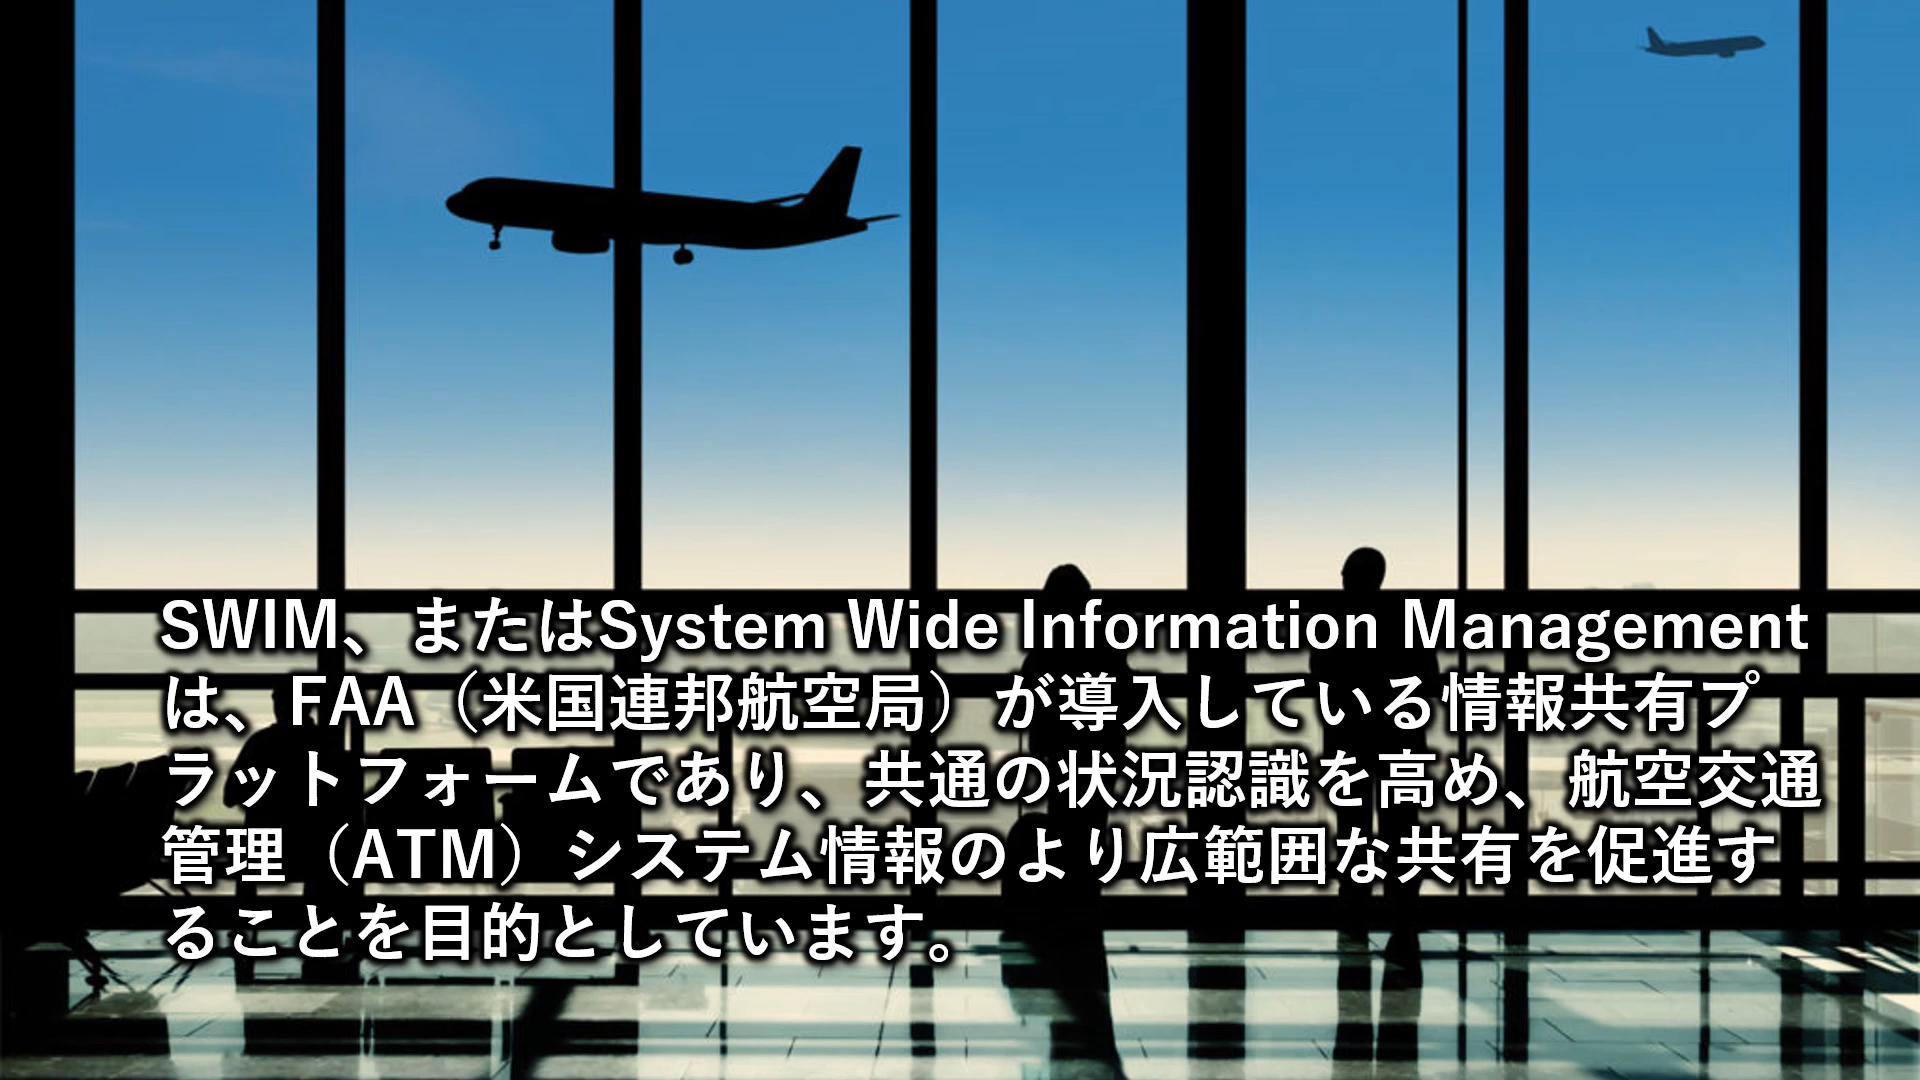 SWIM、またはSystem Wide Information Management
は、FAA（米国連邦航空局）が導入している情報共有プ
ラットフォームであり、共通の状況認識を高め、航空交通
管理（ATM）システム情報のより広範囲な共有を促進す
ることを目的としています。